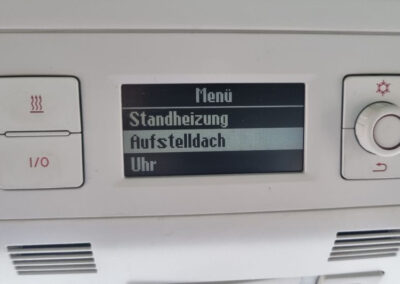 Menü
Standheizung
Aufstelldach
Uhr
I/O